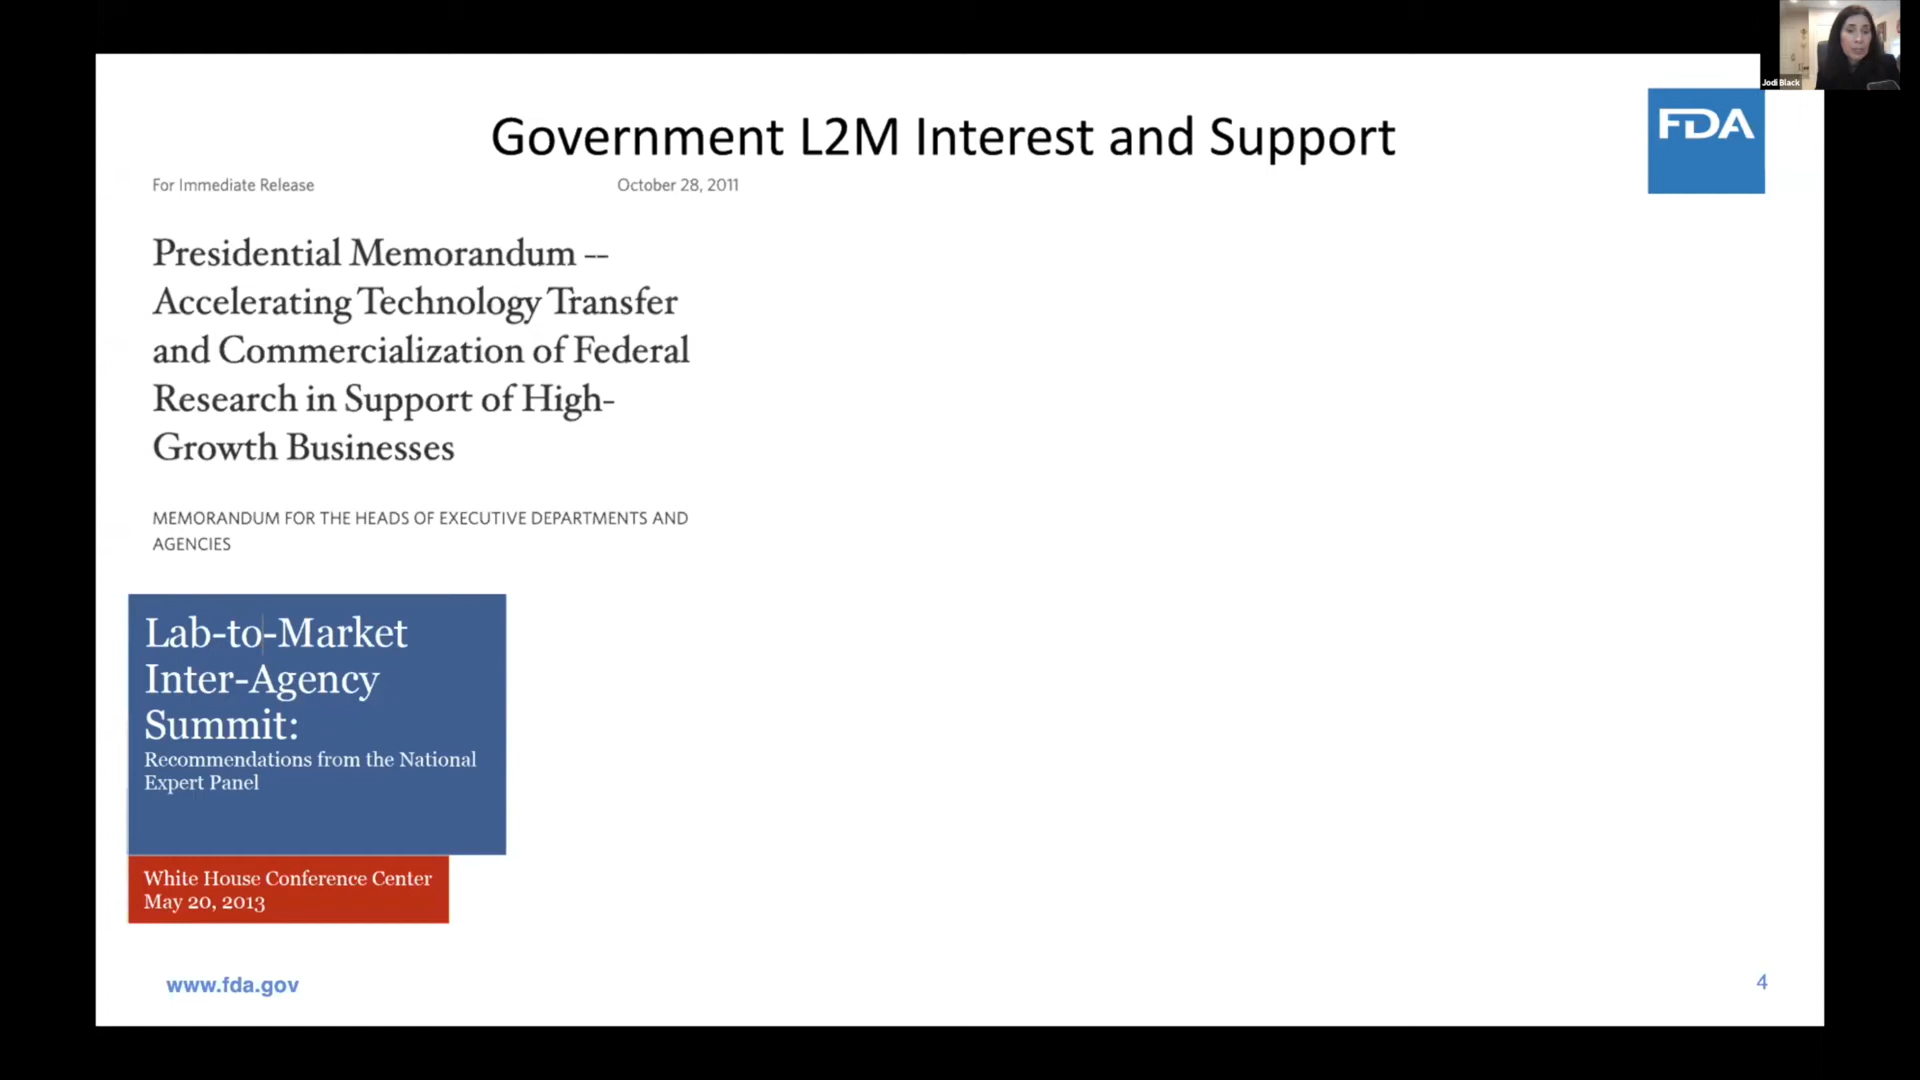 Jodi Black
FDA
Government L2M Interest and Support
For Immediate Release October 28, 2011
Presidential Memorandum --
Accelerating Technology Transfer
and Commercialization of Federal
Research in Support of High-
Growth Businesses
MEMORANDUM FOR THE HEADS OF EXECUTIVE DEPARTMENTS AND
AGENCIES
Lab-to-Market
Inter-Agency
Summit:
Recommendations from the National
Expert Panel
White House Conference Center
May 20, 2013
www.fda.gov
4